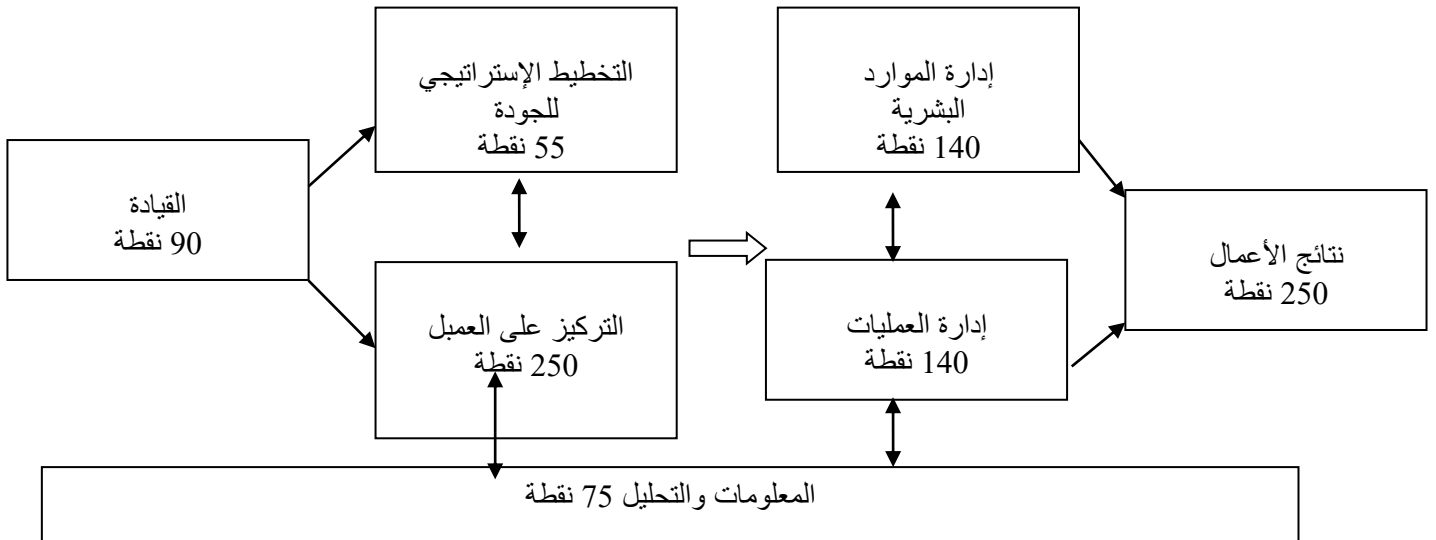 التخطيط الإستراتيجي
للجودة
55 نقطة
إدارة الموارد
البشرية
140 نقطة
القيادة
90 نقطة
نتائج الأعمال
250 نقطة
التركيز على العمبل
250 نقطة
إدارة العمليات
140 نقطة
المعلومات والتحليل 75 نقطة